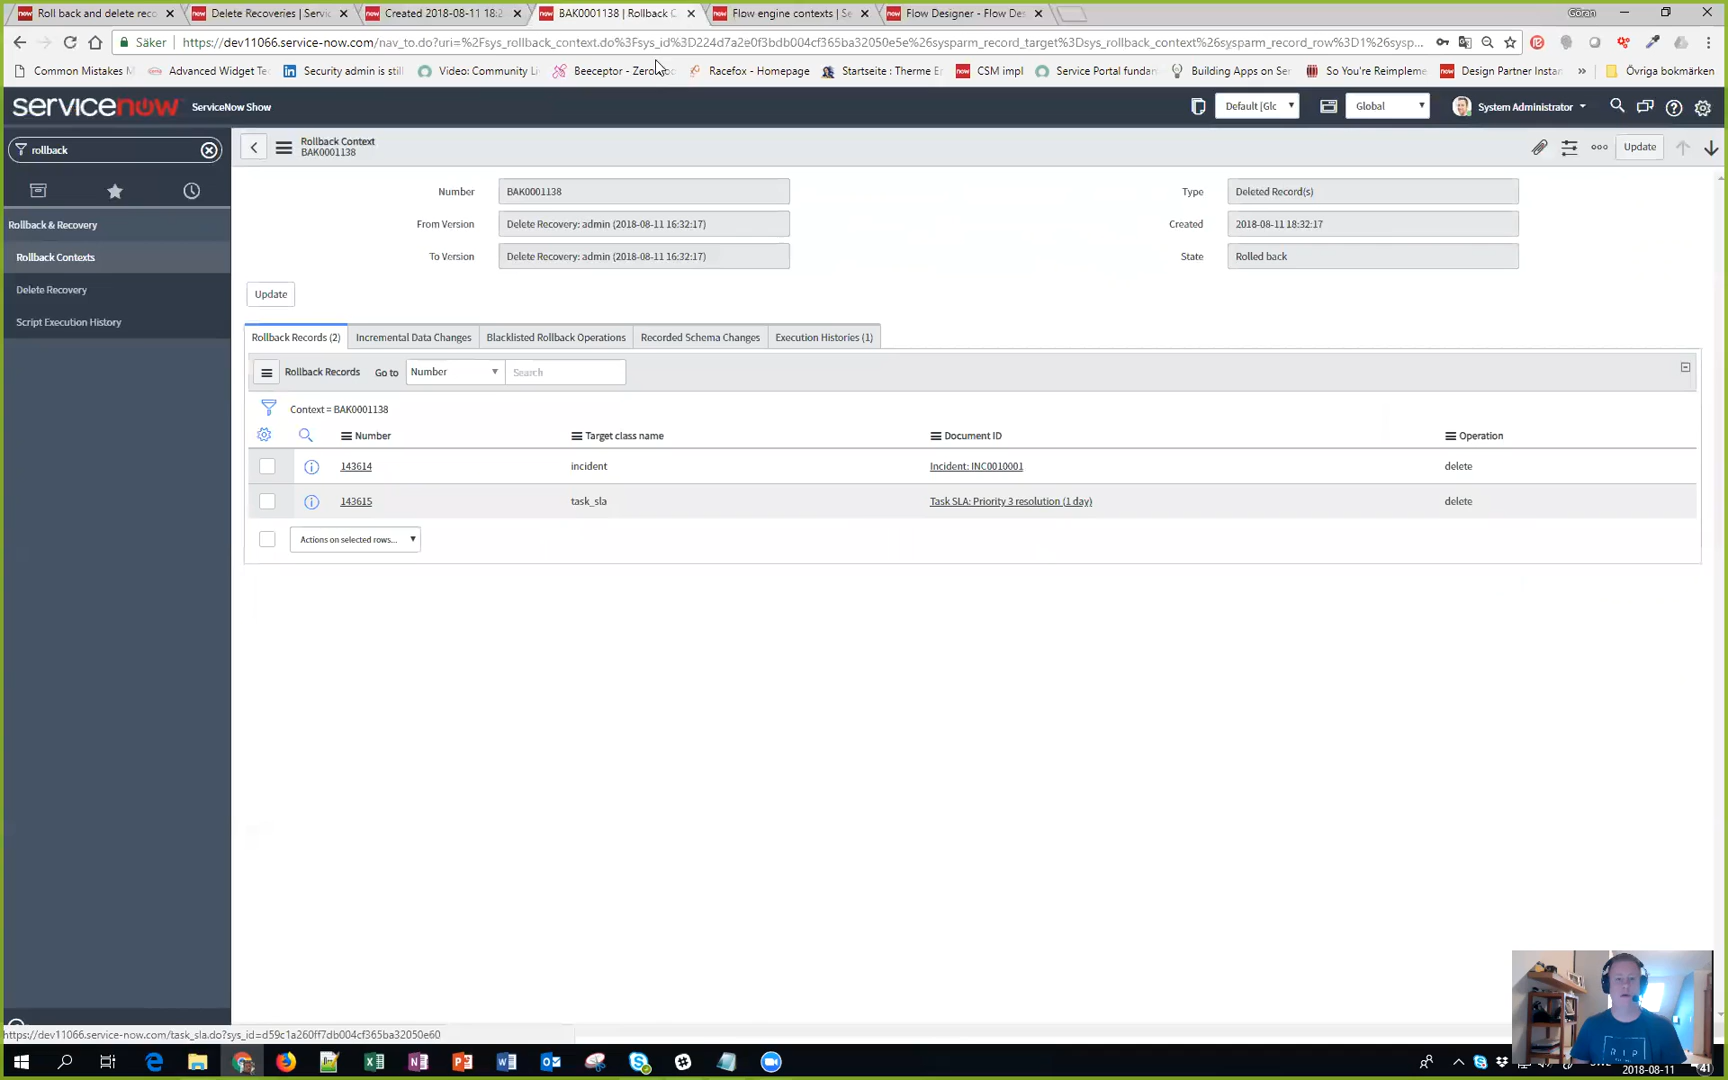 Roll back and delete reco
Delete Recoveries | Servic
Created 2018-08-11 18:2
BAK0001138 | Rollback C
Flow engine contexts | Se
Flow Designer - Flow Des
Göran
Säker
https://dev11066.service-now.com/nav_to.do?uri=%2Fsys_rollback_context.do%3Fsys_id%3D224d7a2e0f3bdb004cf365ba32050e5e%26sysparm_record_target%3Dsys_rollback_context%26sysparm_record_row%3D1%26sysp...
Common Mistakes M
Advanced Widget Te
Security admin is still
Video: Community Li
Beeceptor - Zero
Racefox - Homepage
Startseite : Therme Er
CSM impl
Service Portal fundan
Building Apps on Ser
So You're Reimpleme
Design Partner Instan
»
Övriga bokmärken
servicenow
ServiceNow Show
Default [Glc
Global
System Administrator
rollback
Rollback Context
BAK0001138
Update
Rollback & Recovery
Rollback Contexts
Delete Recovery
Script Execution History
Number
BAK0001138
Type
Deleted Record(s)
From Version
Delete Recovery: admin (2018-08-11 16:32:17)
Created
2018-08-11 18:32:17
To Version
Delete Recovery: admin (2018-08-11 16:32:17)
State
Rolled back
Update
Rollback Records (2)
Incremental Data Changes
Blacklisted Rollback Operations
Recorded Schema Changes
Execution Histories (1)
Rollback Records
Go to
Number
Search
Context = BAK0001138
Number
Target class name
Document ID
Operation
143614
incident
Incident: INC0010001
delete
143615
task_sla
Task SLA: Priority 3 resolution (1 day)
delete
Actions on selected rows...
https://dev11066.service-now.com/task_sla.do?sys_id=d59c1a260ff7db004cf365ba32050e60
RIP
2018-08-11
41